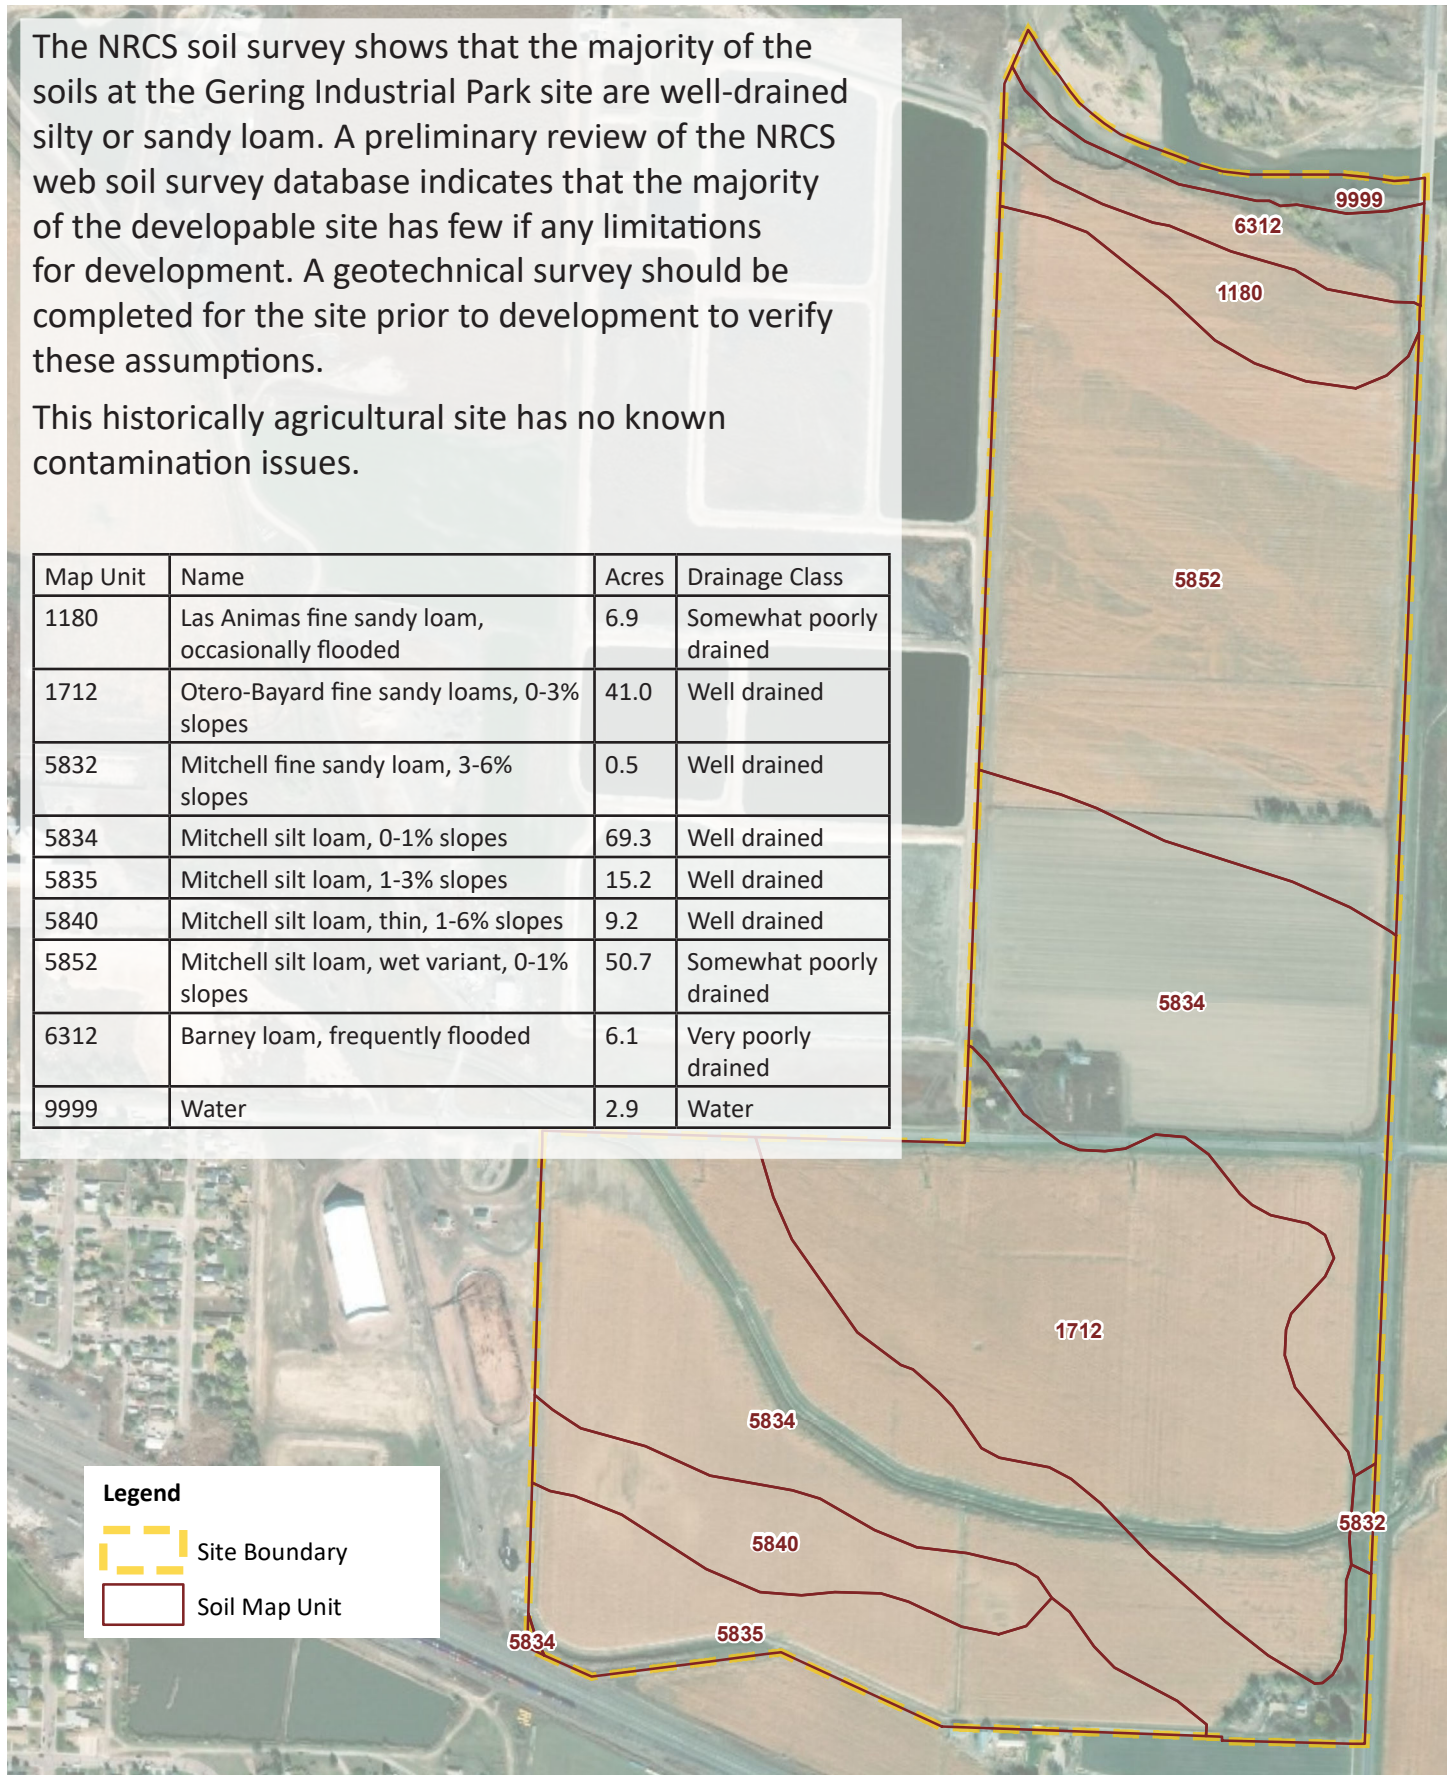 The NRCS soil survey shows that the majority of the
soils at the Gering Industrial Park site are well-drained
silty or sandy loam. A preliminary review of the NRCS
web soil survey database indicates that the majority
of the developable site has few if any limitations
for development. A geotechnical survey should be
completed for the site prior to development to verify
these assumptions.
This historically agricultural site has no known
contamination issues.
Map Unit Name Acres Drainage Class
1180 Las Animas fine sandy loam, 6.9 Somewhat poorly
occasionally flooded drained
1712 Otero-Bayard fine sandy loams, 0-3% 41.0 Well drained
slopes
5832 Mitchell fine sandy loam, 3-6% 0.5 Well drained
slopes
5834 Mitchell silt loam, 0-1% slopes 69.3 Well drained
5835 Mitchell silt loam, 1-3% slopes 15.2 Well drained
5840 Mitchell silt loam, thin, 1-6% slopes 9.2 Well drained
5852 Mitchell silt loam, wet variant, 0-1% 50.7 Somewhat poorly
slopes drained
6312 Barney loam, frequently flooded 6.1 Very poorly
drained
9999 Water 2.9 Water
9999
6312
1180
5852
5834
1712
5834
5832
5840
5835
5834
Legend
Site Boundary
Soil Map Unit